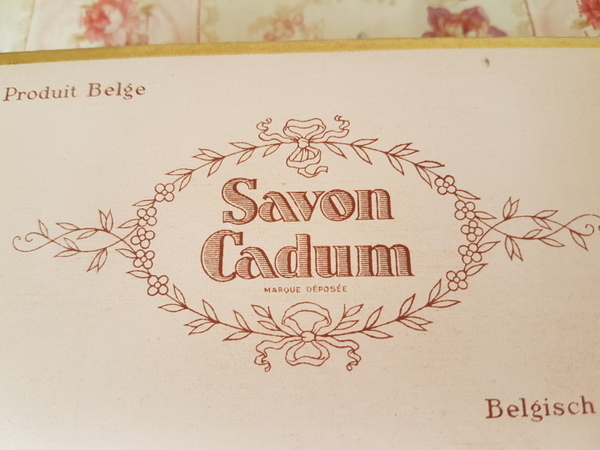 Produit Belge
Savon
Cadum
MARQUE DÉPOSÉE
Belgisch